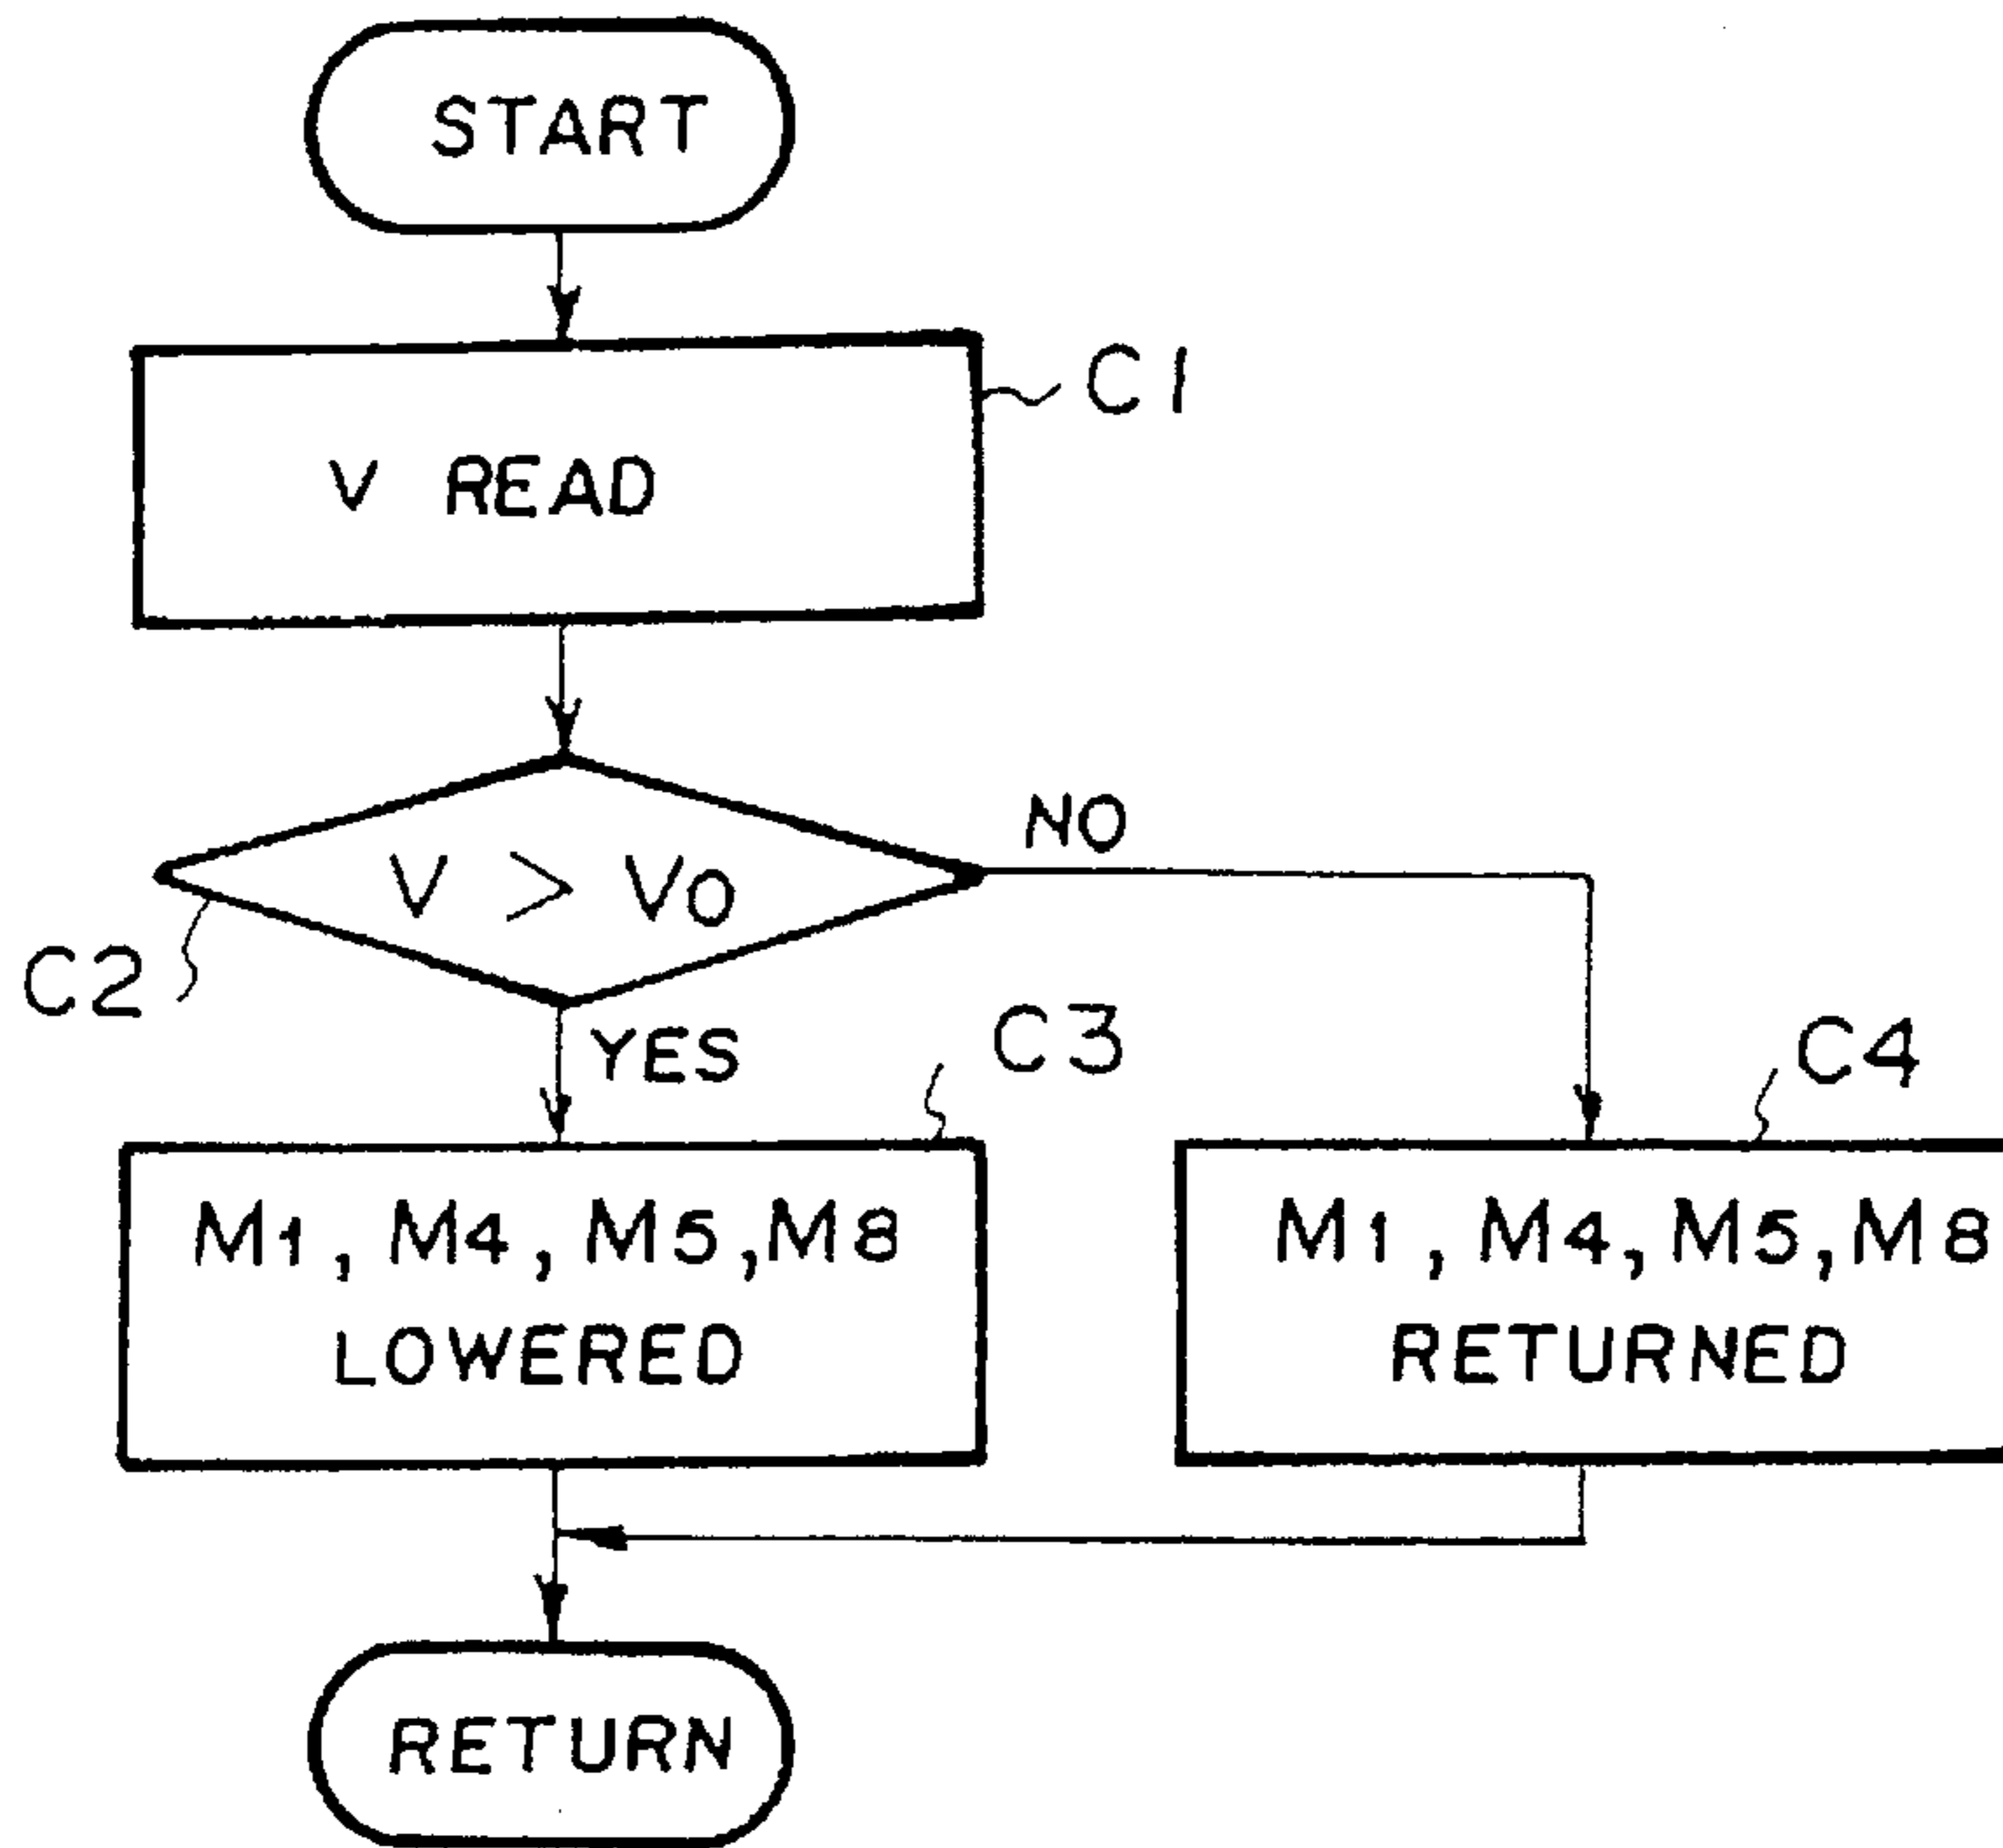 START
C1
V READ
NO
V > V0
C2
YES
C3
C4
M1, M4, M5, M8
LOWERED
M1, M4, M5, M8
RETURNED
RETURN